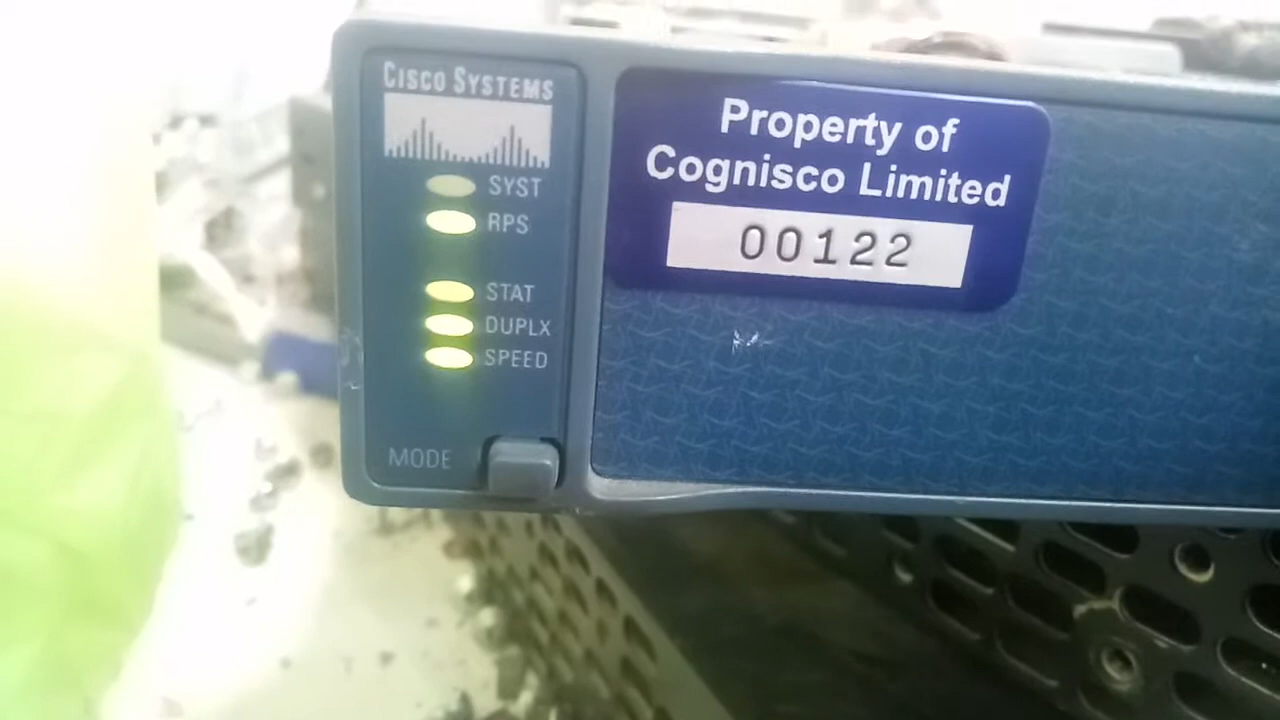 CISCO SYSTEMS
SYST
RPS
STAT
DUPLX
SPEED
MODE
Property of
Cognisco Limited
00122